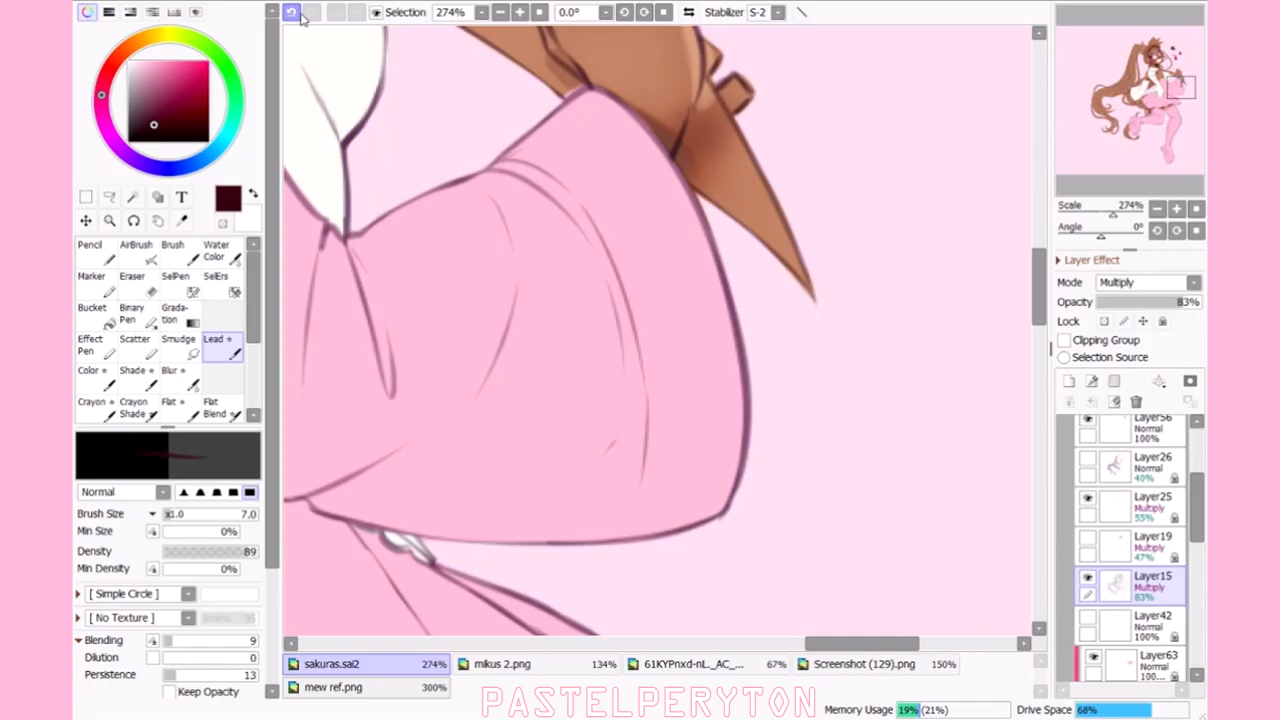 Selection 274% 0.0° Stabilizer S-2
T
Pencil AirBrush Brush Water Color
Marker Eraser SelPen SelErs
Bucket Binary Pen Grada-tion
Effect Pen Scatter Smudge Lead
Color Shade Blur
Crayon Crayon Shade Flat Flat Blend
Normal
Brush Size x1.0 7.0
Min Size 0%
Density 89
Min Density 0%
[ Simple Circle ]
[ No Texture ] 95
Blending 9
Dilution 0
Persistence 13
Keep Opacity
Scale 274%
Angle 0°
Layer Effect
Mode Multiply
Opacity 83%
Lock
Clipping Group
Selection Source
Layer56
Normal
100%
Layer26
Normal
40%
Layer25
Multiply
55%
Layer19
Multiply
47%
Layer15
Multiply
83%
Layer42
Normal
100%
Layer63
Normal
100...
sakuras.sai2 274% mikus 2.png 134% 61KYPnxd-nL._AC_... 67% Screenshot (129).png 150%
mew ref.png 300%
PASTELPERYTON
Memory Usage 19% (21%) Drive Space 68%